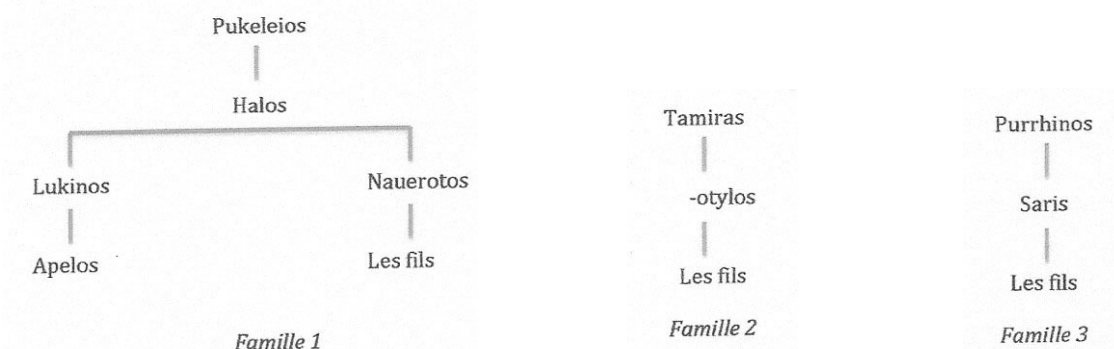 Pukeleios
Halos
Lukinos
Nauerotos
Apelos
Les fils
Famille 1
Tamiras
-otylos
Les fils
Famille 2
Purrhinos
Saris
Les fils
Famille 3